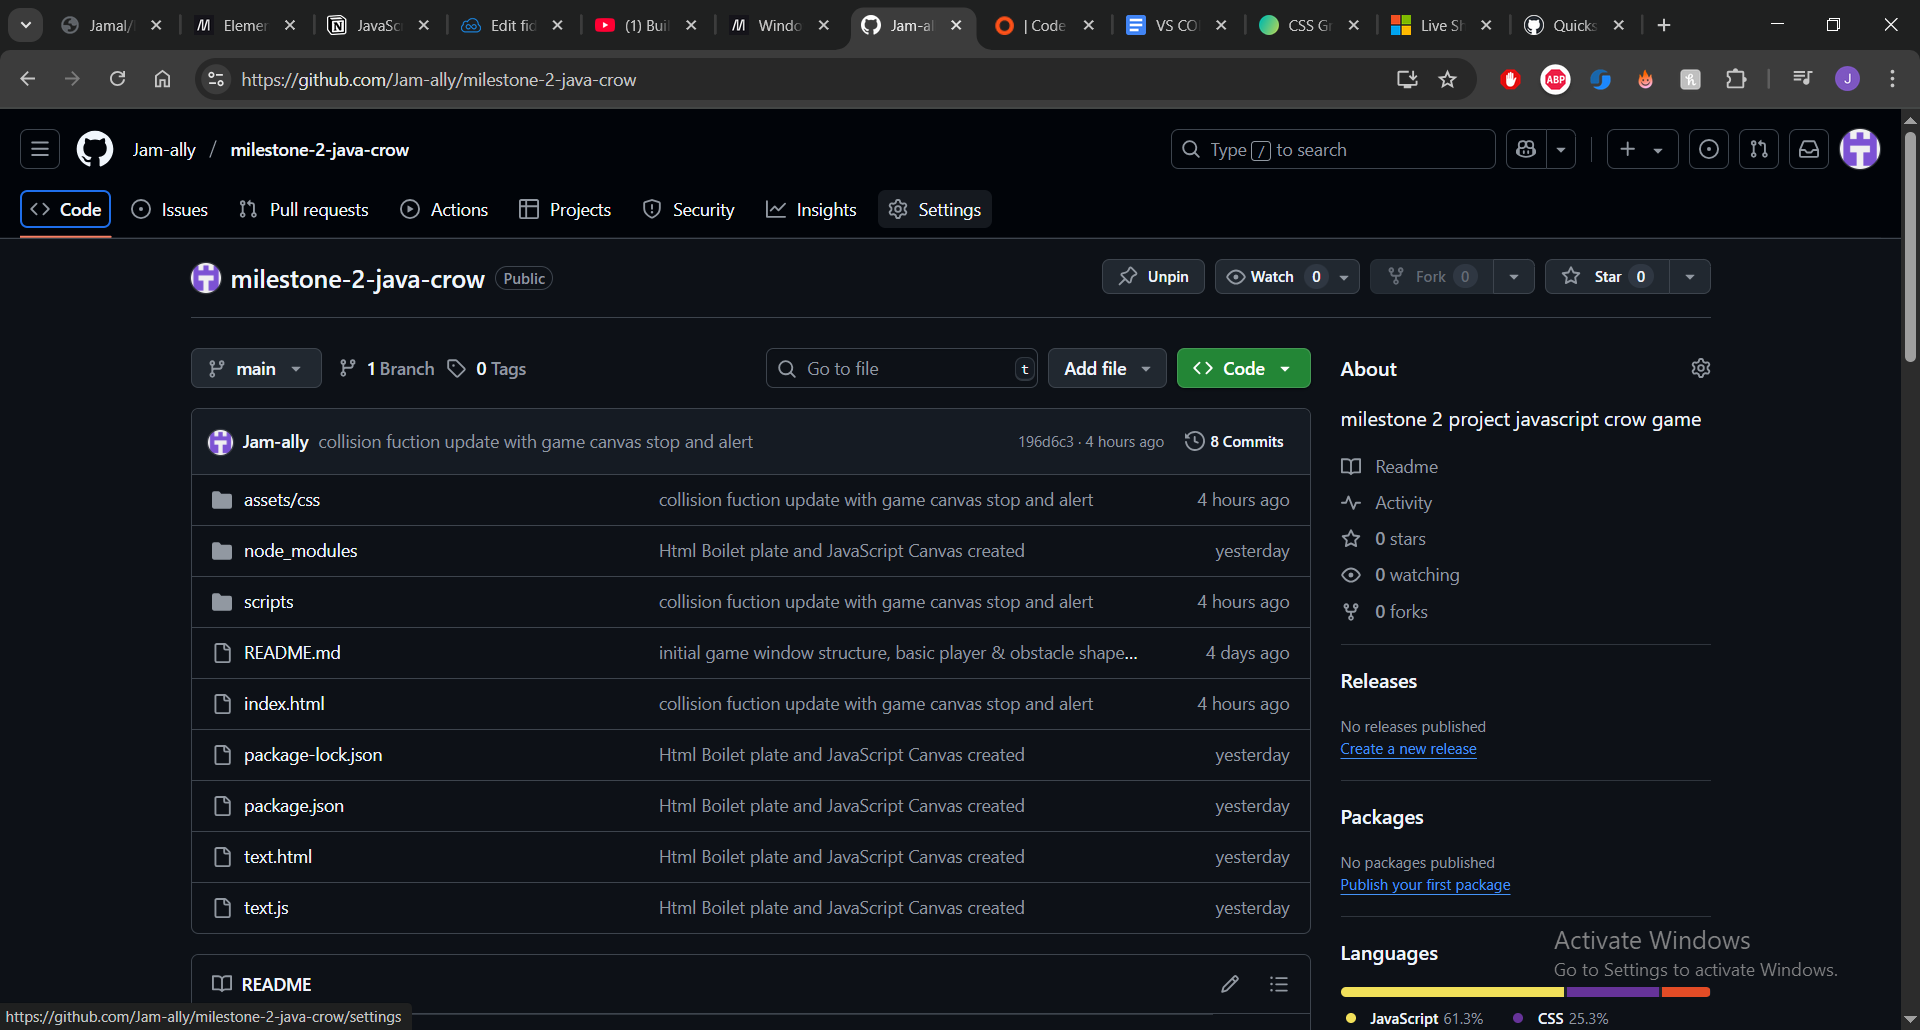 Jamal/
Elemer
JavaSc
Edit fid
(1) Buil
Windo
Jam-al
| Code
VS CO
CSS Gr
Live Sh
Quicks
https://github.com/Jam-ally/milestone-2-java-crow
ABP
J
Jam-ally / milestone-2-java-crow
Type / to search
Code
Issues
Pull requests
Actions
Projects
Security
Insights
Settings
milestone-2-java-crow Public
Unpin
Watch 0
Fork 0
Star 0
main
1 Branch
0 Tags
Go to file t
Add file
Code
About
milestone 2 project javascript crow game
Jam-ally collision fuction update with game canvas stop and alert 196d6c3 · 4 hours ago 8 Commits
assets/css collision fuction update with game canvas stop and alert 4 hours ago
node_modules Html Boilet plate and JavaScript Canvas created yesterday
scripts collision fuction update with game canvas stop and alert 4 hours ago
README.md initial game window structure, basic player & obstacle shape... 4 days ago
index.html collision fuction update with game canvas stop and alert 4 hours ago
package-lock.json Html Boilet plate and JavaScript Canvas created yesterday
package.json Html Boilet plate and JavaScript Canvas created yesterday
text.html Html Boilet plate and JavaScript Canvas created yesterday
text.js Html Boilet plate and JavaScript Canvas created yesterday
README
Readme
Activity
0 stars
0 watching
0 forks
Releases
No releases published
Create a new release
Packages
No packages published
Publish your first package
Languages
JavaScript 61.3% CSS 25.3%
Activate Windows
Go to Settings to activate Windows.
https://github.com/Jam-ally/milestone-2-java-crow/settings